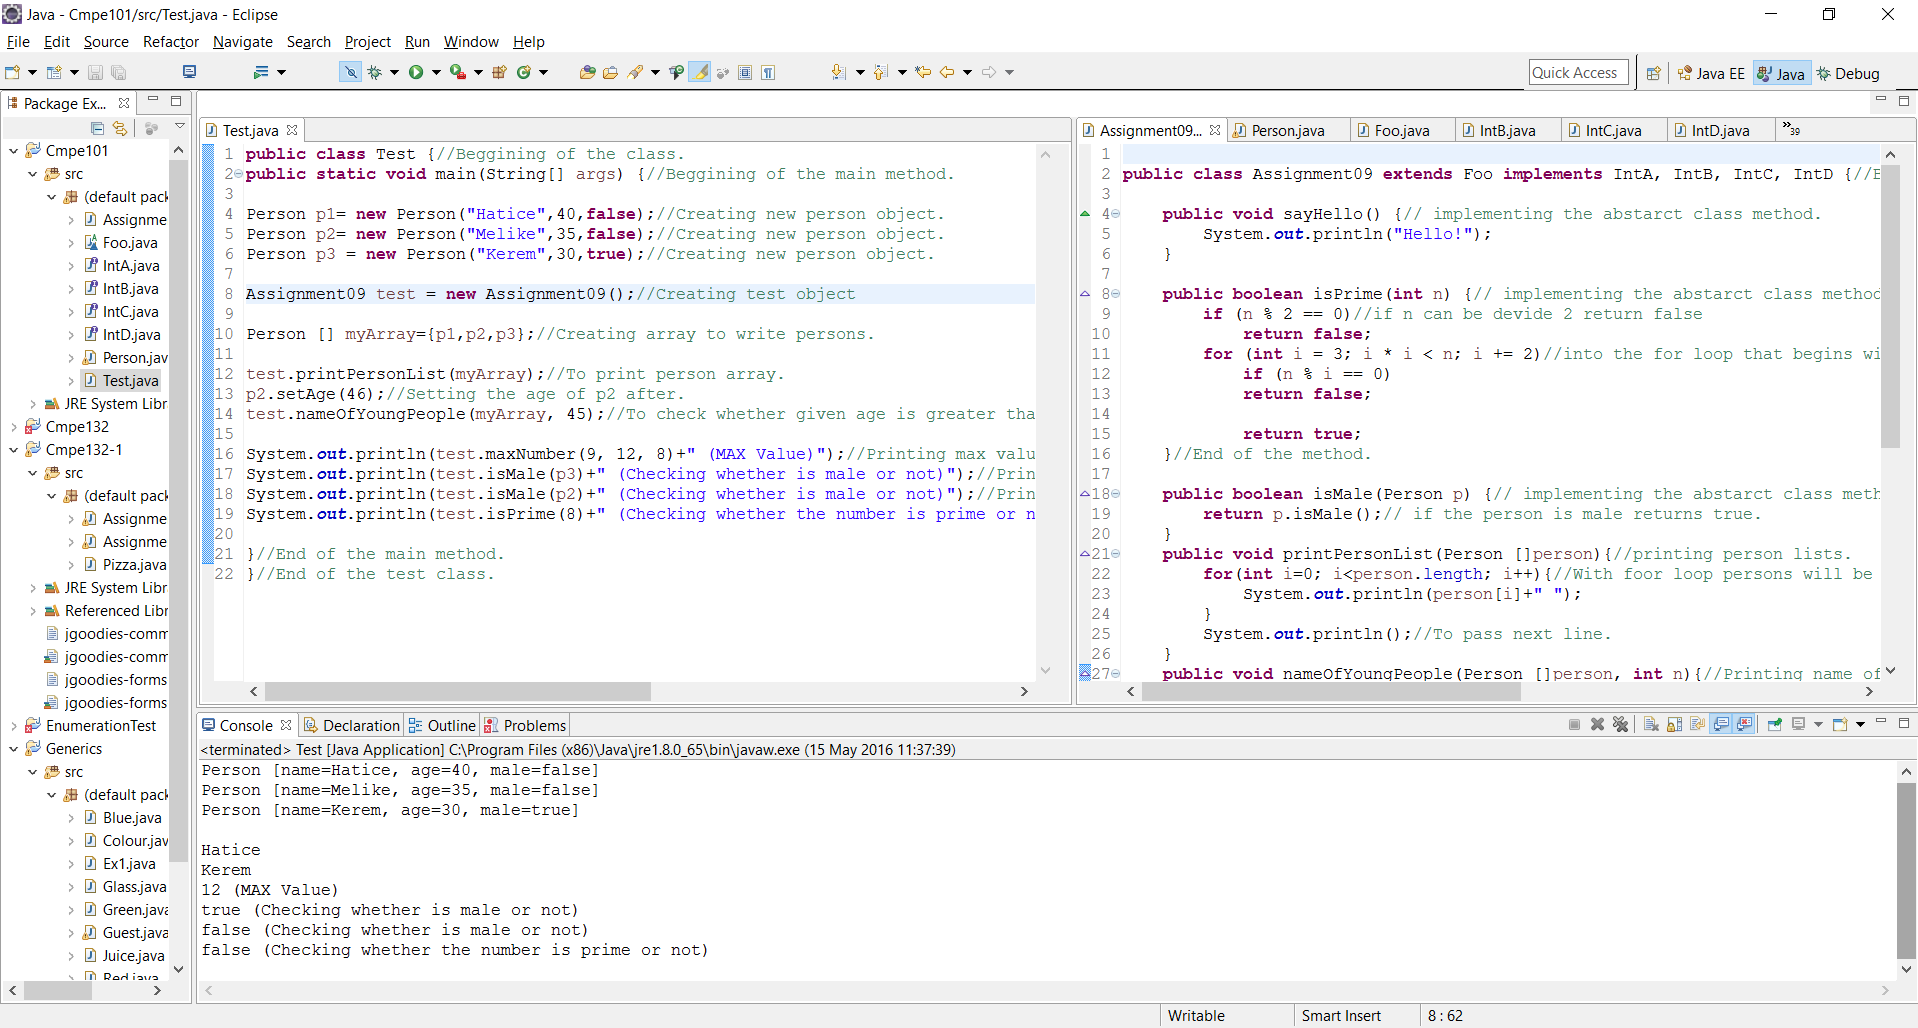 Java - Cmpe101/src/Test.java - Eclipse
File Edit Source Refactor Navigate Search Project Run Window Help
Quick Access Java EE Java Debug
Package Ex...
Cmpe101
src
(default pack
Assignme
Foo.java
IntA.java
IntB.java
IntC.java
IntD.java
Person.jav
Test.java
JRE System Libr
Cmpe132
Cmpe132-1
src
(default pack
Assignme
Assignme
Pizza.java
JRE System Libr
Referenced Libr
jgoodies-comm
jgoodies-comm
jgoodies-forms
jgoodies-forms
EnumerationTest
Generics
src
(default pack
Blue.java
Colour.jav
Ex1.java
Glass.java
Green.java
Guest.java
Juice.java
Red.java
Test.java
1 public class Test {//Beggining of the class.
2 public static void main(String[] args) {//Beggining of the main method.
3
4 Person p1= new Person("Hatice",40,false);//Creating new person object.
5 Person p2= new Person("Melike",35,false);//Creating new person object.
6 Person p3 = new Person("Kerem",30,true);//Creating new person object.
7
8 Assignment09 test = new Assignment09();//Creating test object
9
10 Person [] myArray={p1,p2,p3};//Creating array to write persons.
11
12 test.printPersonList(myArray);//To print person array.
13 p2.setAge(46);//Setting the age of p2 after.
14 test.nameOfYoungPeople(myArray, 45);//To check whether given age is greater tha
15
16 System.out.println(test.maxNumber(9, 12, 8)+" (MAX Value)");//Printing max valu
17 System.out.println(test.isMale(p3)+" (Checking whether is male or not)");//Prin
18 System.out.println(test.isMale(p2)+" (Checking whether is male or not)");//Prin
19 System.out.println(test.isPrime(8)+" (Checking whether the number is prime or n
20
21 }//End of the main method.
22 }//End of the test class.
Assignment09... Person.java Foo.java IntB.java IntC.java IntD.java »39
1
2 public class Assignment09 extends Foo implements IntA, IntB, IntC, IntD {//B
4 public void sayHello() {// implementing the abstarct class method.
5 System.out.println("Hello!");
6 }
7
8 public boolean isPrime(int n) {// implementing the abstarct class method
9 if (n % 2 == 0)//if n can be devide 2 return false
10 return false;
11 for (int i = 3; i * i < n; i += 2)//into the for loop that begins wi
12 if (n % i == 0)
13 return false;
14
15 return true;
16 }//End of the method.
17
18 public boolean isMale(Person p) {// implementing the abstarct class meth
19 return p.isMale();// if the person is male returns true.
20 }
21 public void printPersonList(Person []person){//printing person lists.
22 for(int i=0; i<person.length; i++){//With foor loop persons will be
23 System.out.println(person[i]+" ");
24 }
25 System.out.println();//To pass next line.
26 }
27 public void nameOfYoungPeople(Person []person, int n){//Printing name of
Console Declaration Outline Problems
<terminated> Test [Java Application] C:\Program Files (x86)\Java\jre1.8.0_65\bin\javaw.exe (15 May 2016 11:37:39)
Person [name=Hatice, age=40, male=false]
Person [name=Melike, age=35, male=false]
Person [name=Kerem, age=30, male=true]
Hatice
Kerem
12 (MAX Value)
true (Checking whether is male or not)
false (Checking whether is male or not)
false (Checking whether the number is prime or not)
Writable Smart Insert 8 : 62